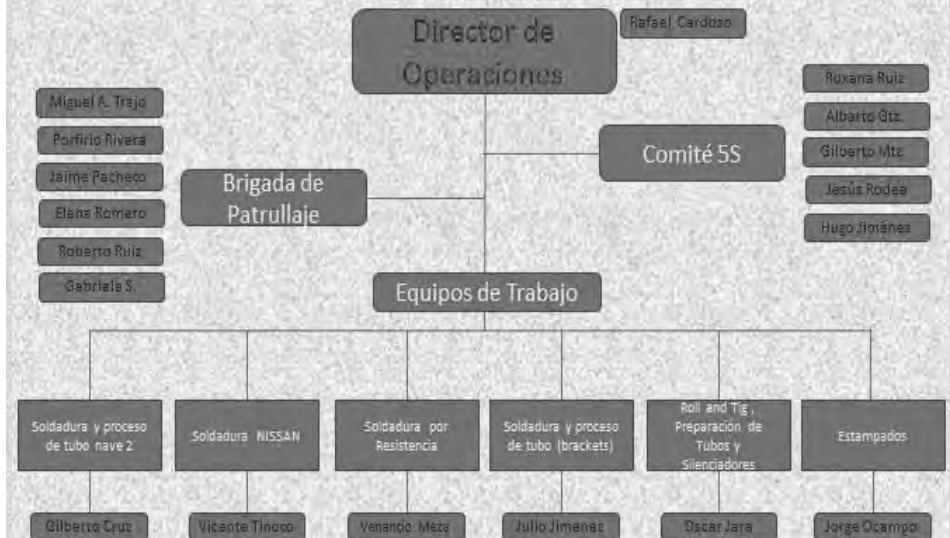 Director de
Operaciones
Rafael Cardoso
Miguel A. Trejo
Porfirio Rivera
Jaime Pacheco
Elena Romero
Roberto Ruiz
Gabriela S.
Brigada de
Patrullaje
Comité 5S
Roxana Ruiz
Alberto Gtz.
Gilberto Mtz
Jesús Rodea
Hugo Jiménez
Equipos de Trabajo
Soldadura y proceso
de tubo nave 2
Soldadura NISSAN
Soldadura por
Resistencia
Soldadura y proceso
de tubo (brackets)
Roll and Tig ,
Preparación de
Tubos y
Silenciadores
Estampados
Gilberto Cruz
Vicente Tinoco
Venancio Meza
Julio Jimenez
Oscar Jara
Jorge Ocampo